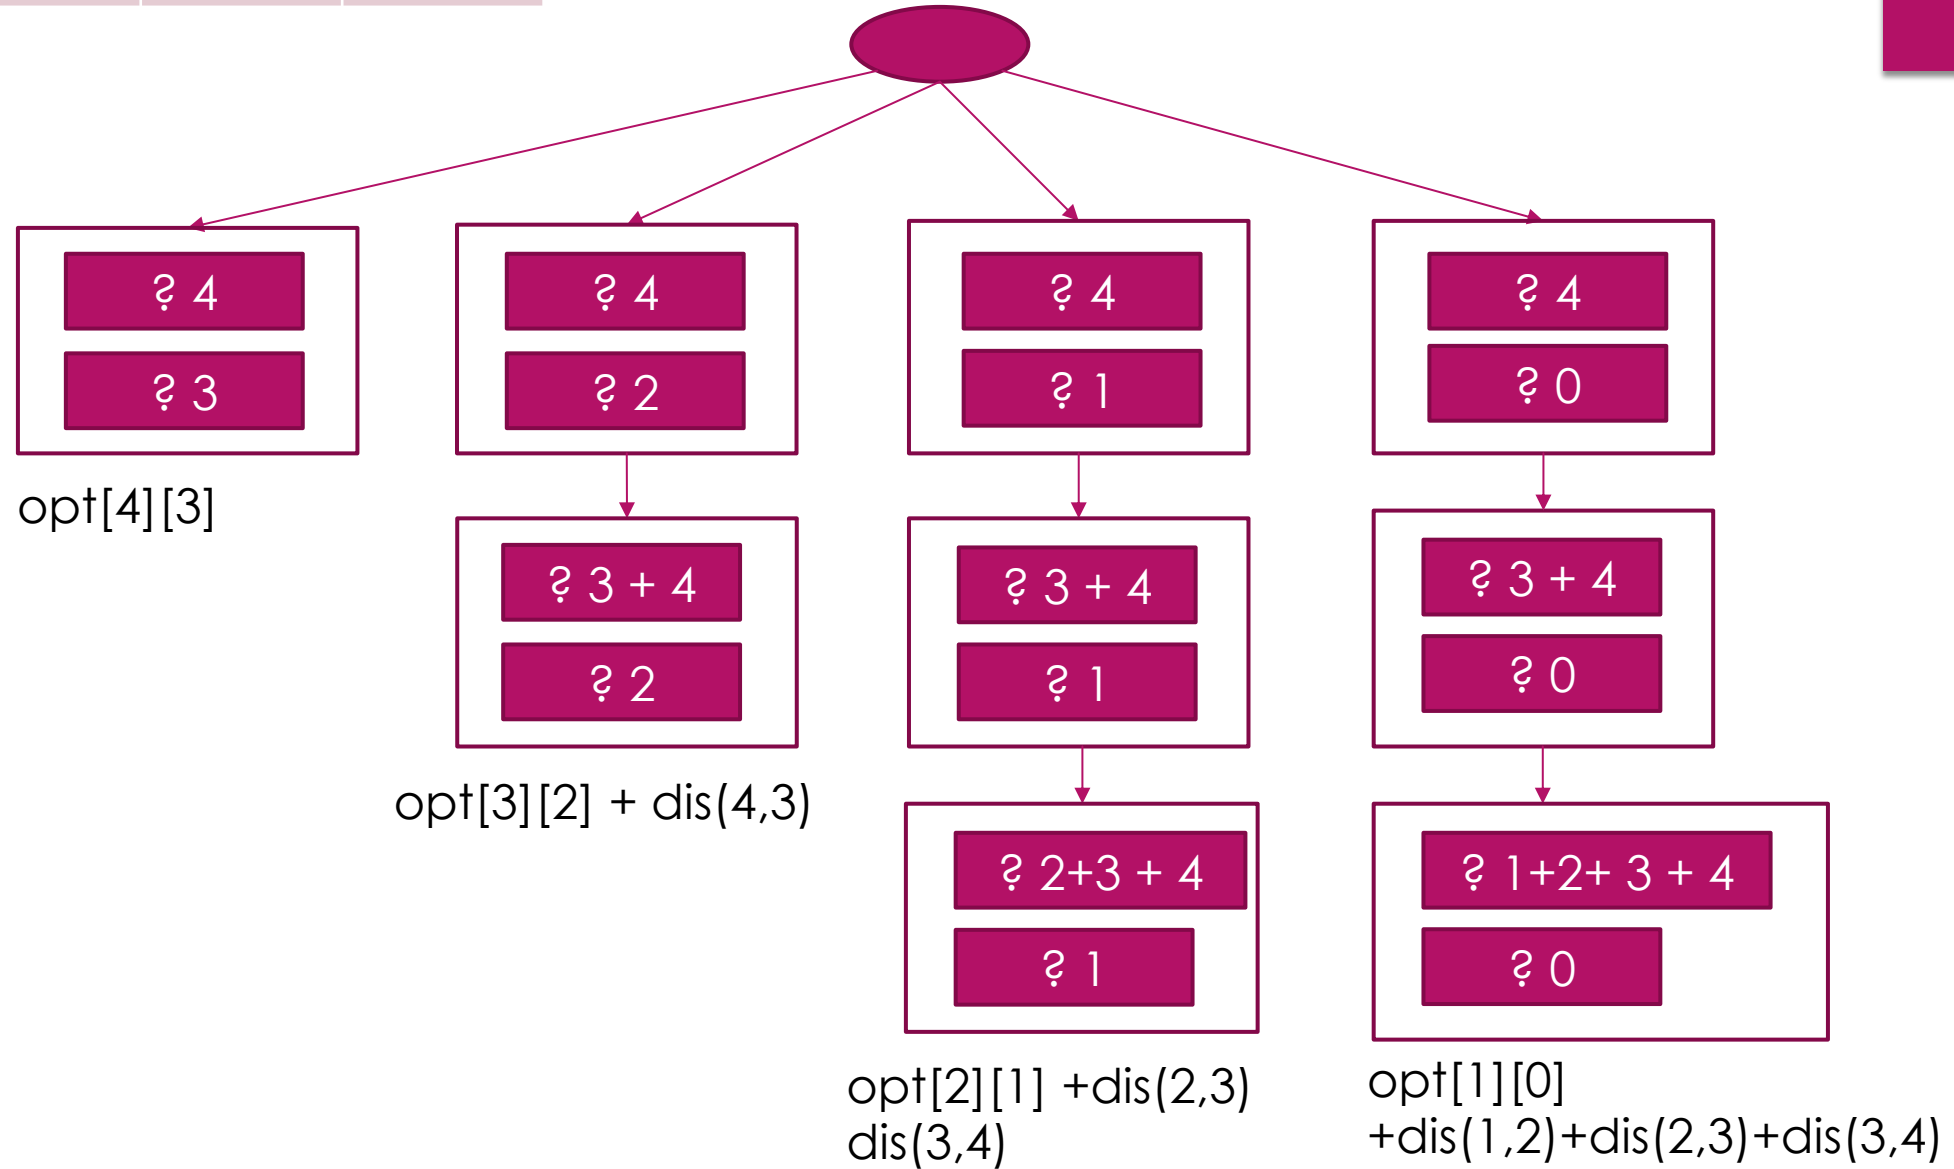 ? 4
? 3
opt[4][3]
? 4
? 2
? 3 + 4
? 2
opt[3][2] + dis(4,3)
? 4
? 1
? 3 + 4
? 1
? 2+3 + 4
? 1
opt[2][1] +dis(2,3)
dis(3,4)
? 4
? 0
? 3 + 4
? 0
? 1+2+ 3 + 4
? 0
opt[1][0]
+dis(1,2)+dis(2,3)+dis(3,4)